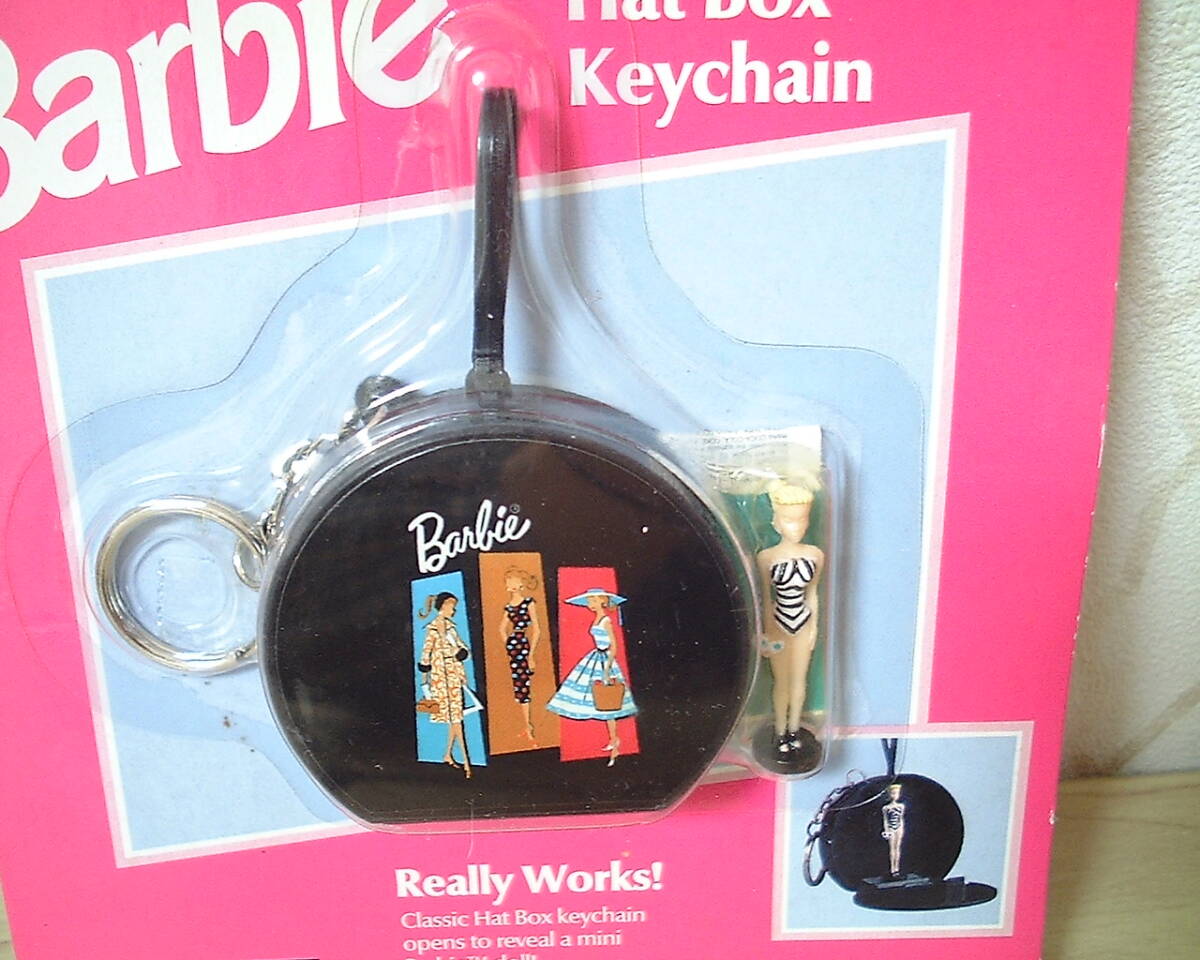 Barbie
Hat Box
Keychain
Barbie®
Really Works!
Classic Hat Box keychain
opens to reveal a mini